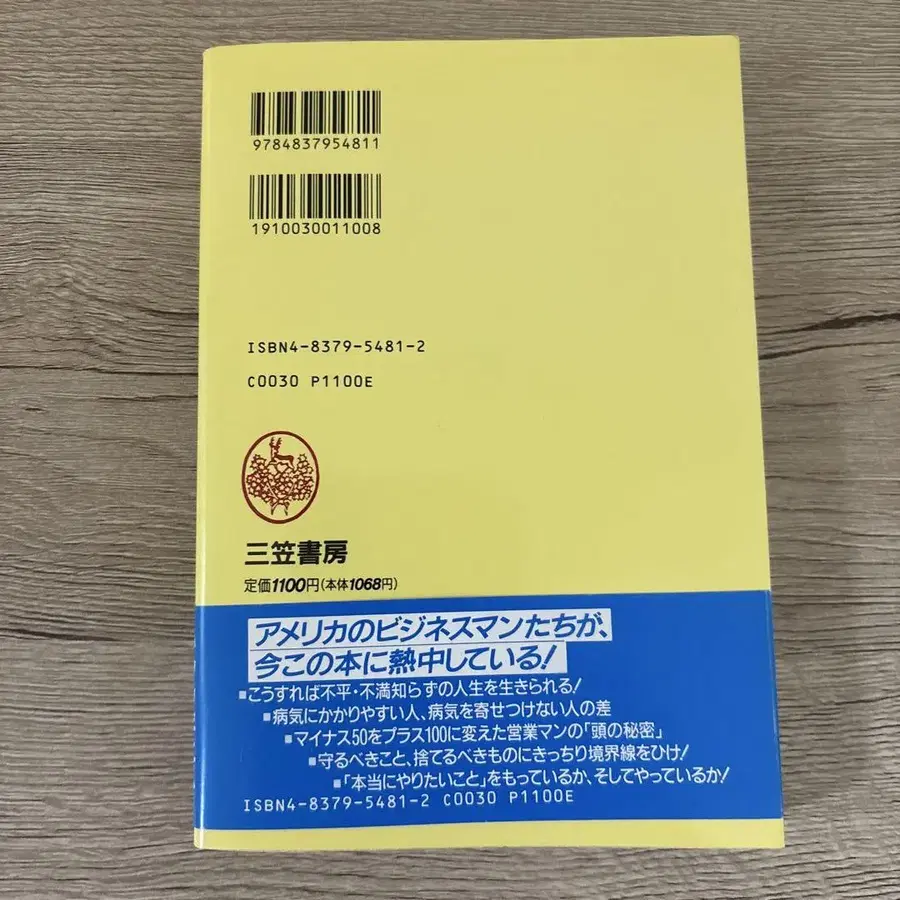 9784837954811
1910030011008
ISBN4-8379-5481-2
C0030 P1100E
三笠書房
定価1100円(本体1068円)
アメリカのビジネスマンたちが、
今この本に熱中している!
■こうすれば不平・不満知らずの人生を生きられる!
■病気にかかりやすい人、病気を寄せつけない人の差
■マイナス50をプラス100に変えた営業マンの「頭の秘密」
■守るべきこと、捨てるべきものにきっちり境界線をひけ!
■「本当にやりたいこと」をもっているか、そしてやっているか!
ISBN4-8379-5481-2 C0030 P1100E